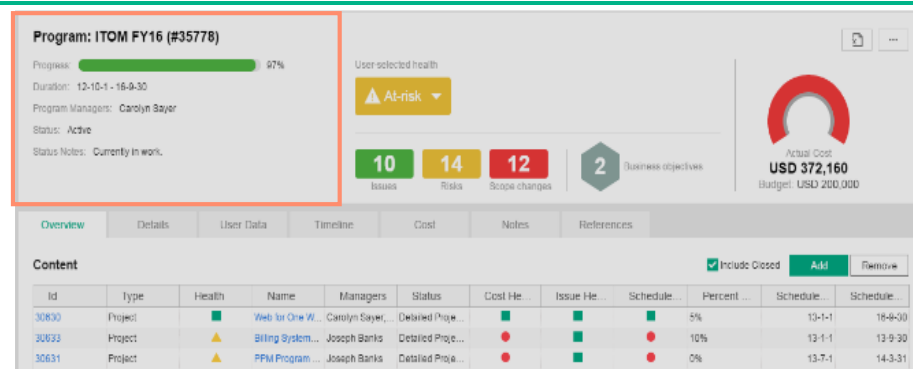 Program: ITOM FY16 (#35778)
Progress: 97%
Duration: 12-10-1 - 16-9-30
Program Managers: Carolyn Sayer
Status: Active
Status Notes: Currently in work.
User-selected health
At-risk
10 14 12
Issues Risks Scope changes
2 Business objectives
Actual Cost
USD 372,160
Budget: USD 200,000
Overview Details User Data Timeline Cost Notes References
Content
Include Closed Add Remove
Id Type Health Name Managers Status Cost He... Issue He... Schedule... Percent ... Schedule... Schedule...
30630 Project Web for One W... Carolyn Sayer,... Detailed Proje... 5% 13-1-1 16-9-30
30633 Project Billing System... Joseph Banks Detailed Proje... 10% 13-1-1 13-9-30
30631 Project PPM Program ... Joseph Banks Detailed Proje... 0% 13-7-1 14-3-31